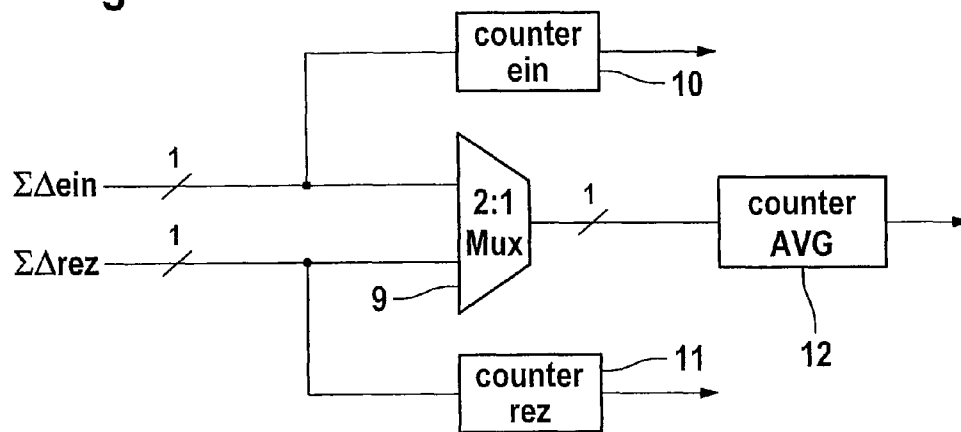 counter
ein
10
1
ΣΔein
2:1
Mux
1
counter
AVG
12
1
ΣΔrez
9
counter
rez
11